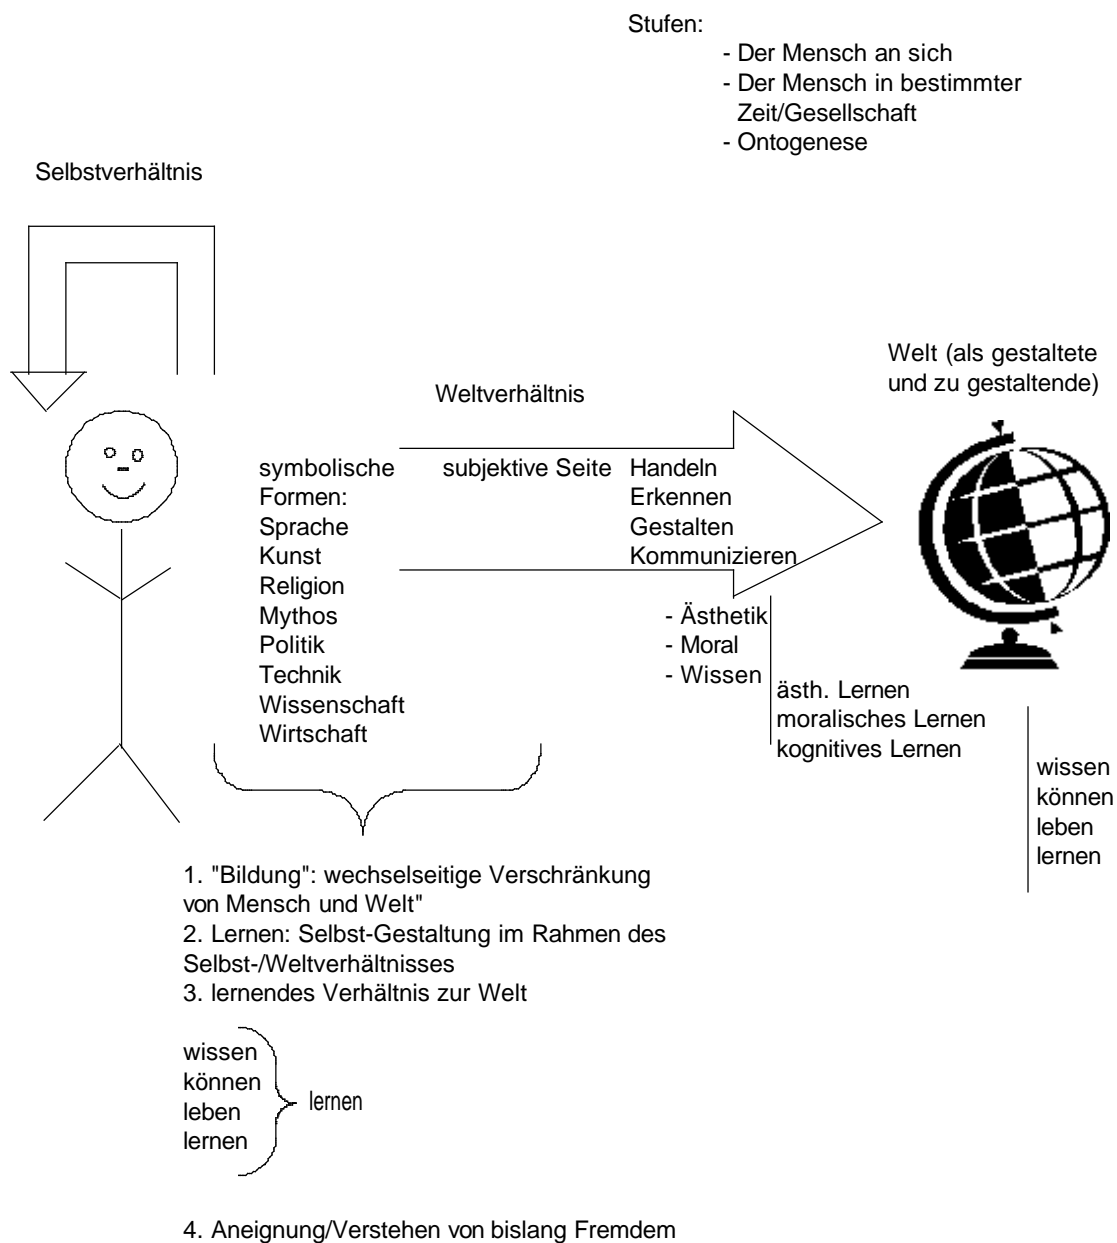 Stufen:
- Der Mensch an sich
- Der Mensch in bestimmter
Zeit/Gesellschaft
- Ontogenese
Selbstverhältnis
Welt (als gestaltete
und zu gestaltende)
Weltverhältnis
symbolische
Formen:
Sprache
Kunst
Religion
Mythos
Politik
Technik
Wissenschaft
Wirtschaft
subjektive Seite
Handeln
Erkennen
Gestalten
Kommunizieren
- Ästhetik
- Moral
- Wissen
ästh. Lernen
moralisches Lernen
kognitives Lernen
wissen
können
leben
lernen
1. "Bildung": wechselseitige Verschränkung
von Mensch und Welt"
2. Lernen: Selbst-Gestaltung im Rahmen des
Selbst-/Weltverhältnisses
3. lernendes Verhältnis zur Welt
wissen
können
leben
lernen
lernen
4. Aneignung/Verstehen von bislang Fremdem